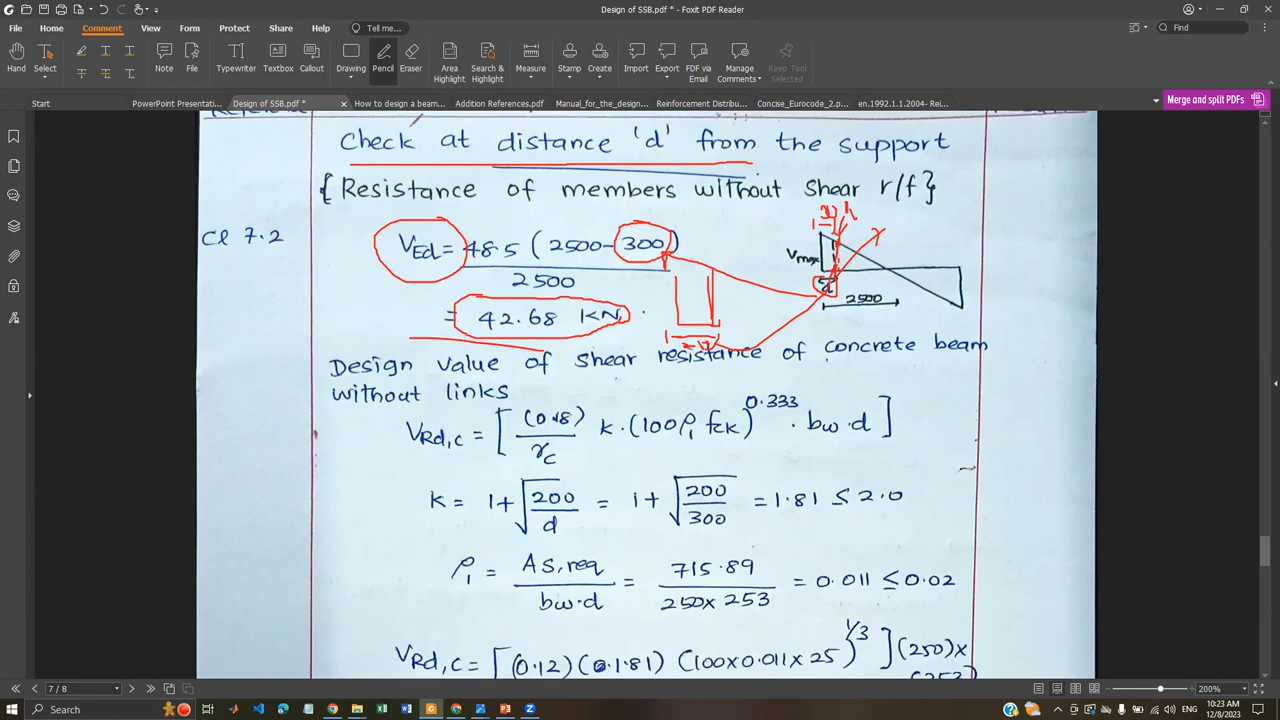 Design of SSB.pdf * - Foxit PDF Reader
File Home Comment View Form Protect Share Help Tell me... Find
Hand Select Note File Typewriter Textbox Callout Drawing Pencil Eraser Area Highlight Search & Highlight Measure Stamp Create Import Export FDF via Email Manage Comments Keep Tool Selected
Start PowerPoint Presentati... Design of SSB.pdf * How to design a beam... Addition References.pdf Manual_for_the_design... Reinforcement Distribu... Concise_Eurocode_2.p... en.1992.1.1.2004- Rei... Merge and split PDFs
Check at distance 'd' from the support
{Resistance of members without shear r/f}
Cl 7.2
VEd = 48.5 (2500-300)
2500
= 42.68 KN
Vmax
d
2500
Design value of shear resistance of concrete beam
without links
VRd,c = [ (0.18) / γc k.(100ρ1 fck)^0.333 . bw.d ]
k = 1+√200/d = 1+√200/300 = 1.81 ≤ 2.0
ρ1 = As,req / bw.d = 715.89 / 250x 253 = 0.011 ≤ 0.02
VRd,c = [(0.12) (1.81) (100x0.011x25)^1/3 ] (250)x
(253)
7 / 8 200%
Search 10:23 AM
12/8/2023